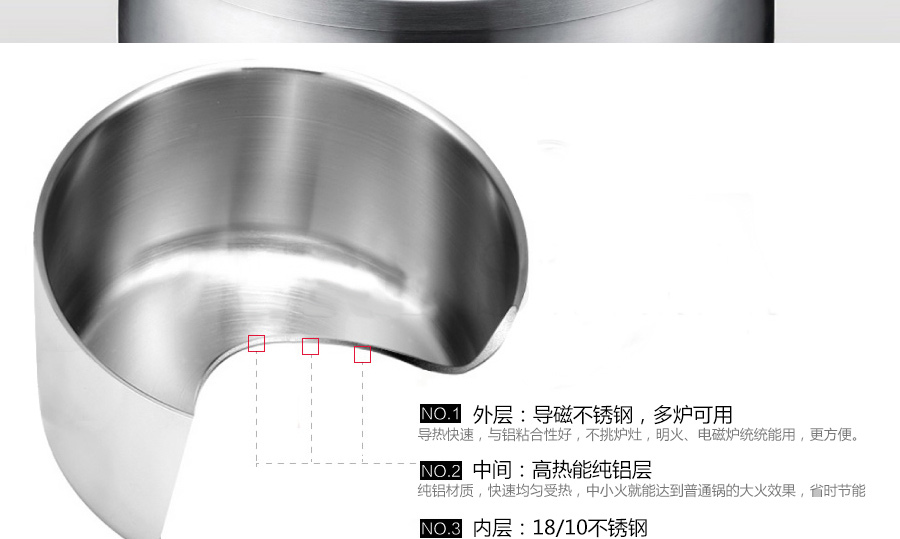 NO.1 外层：导磁不锈钢，多炉可用
导热快速，与铝粘合性好，不挑炉灶，明火、电磁炉统统能用，更方便。
NO.2 中间：高热能纯铝层
纯铝材质，快速均匀受热，中小火就能达到普通锅的大火效果，省时节能
NO.3 内层：18/10不锈钢